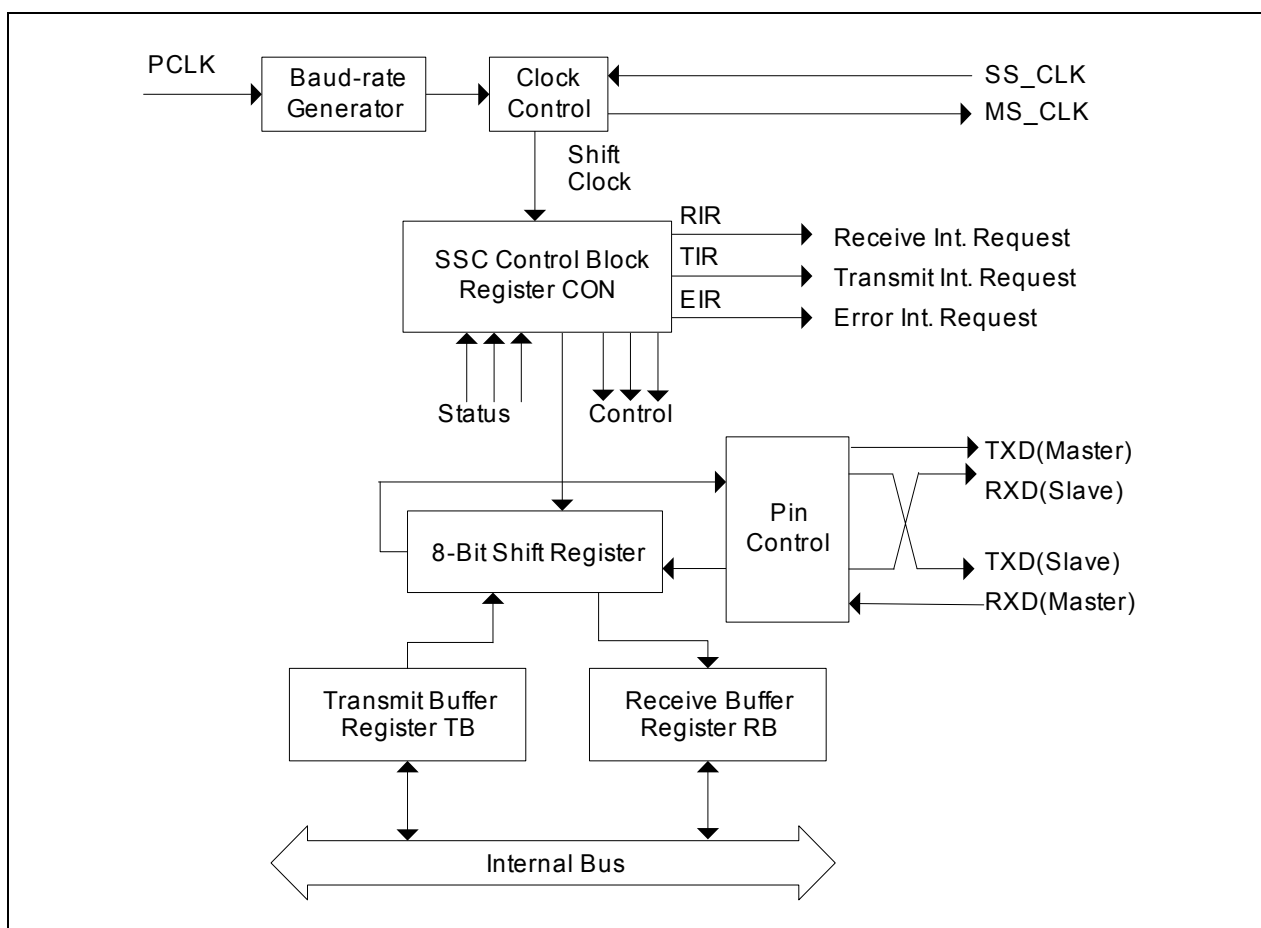 PCLK
Baud-rate
Generator
Clock
Control
SS_CLK
MS_CLK
Shift
Clock
SSC Control Block
Register CON
RIR
TIR
EIR
Receive Int. Request
Transmit Int. Request
Error Int. Request
Status
Control
8-Bit Shift Register
Pin
Control
TXD(Master)
RXD(Slave)
TXD(Slave)
RXD(Master)
Transmit Buffer
Register TB
Receive Buffer
Register RB
Internal Bus